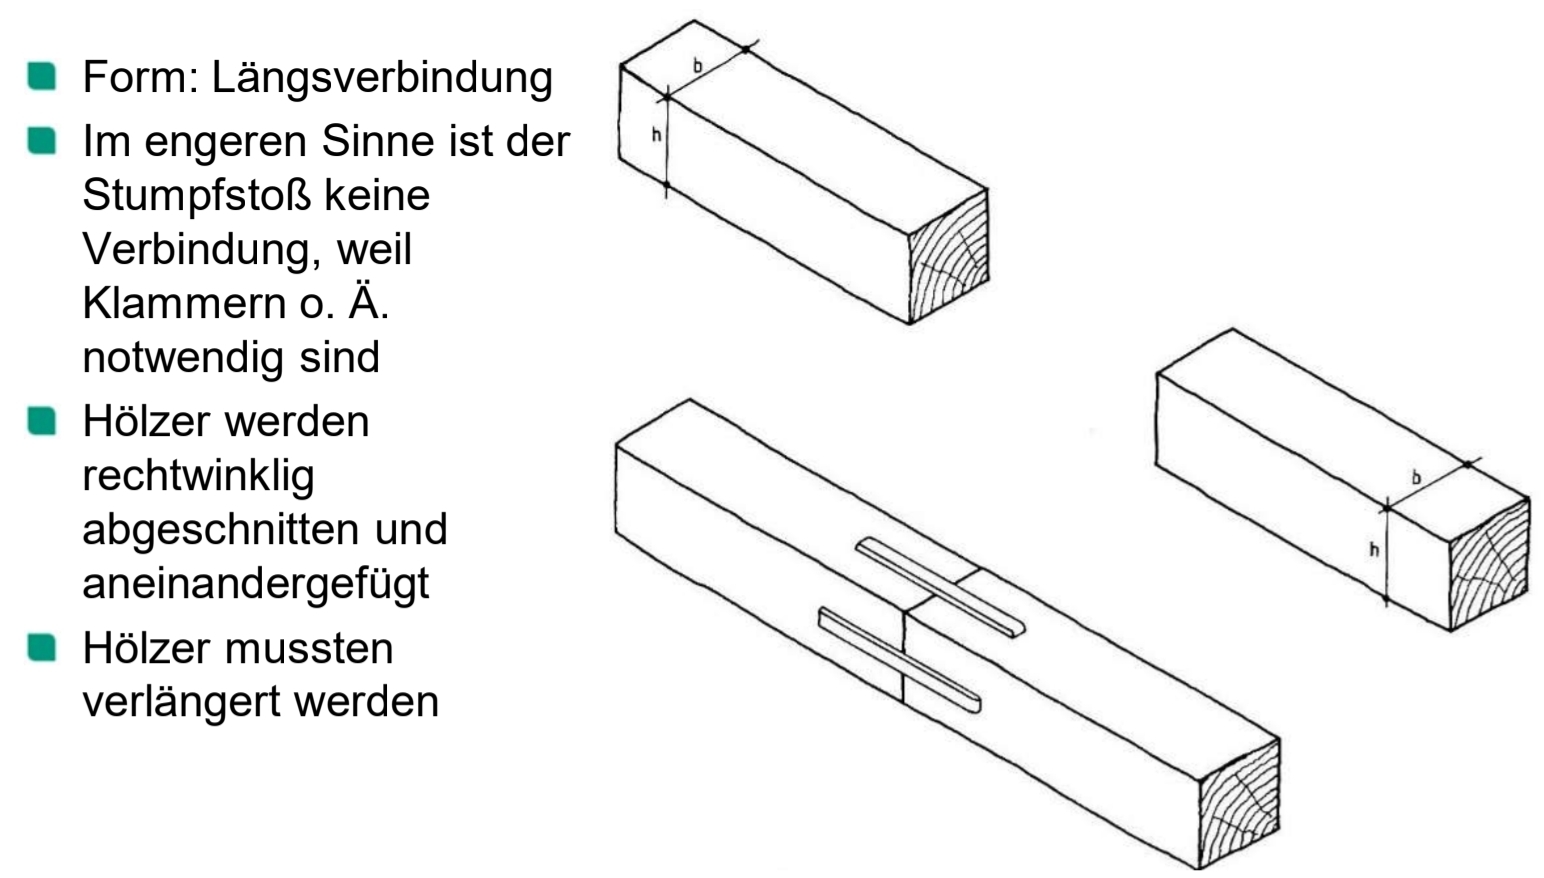 Form: Längsverbindung
Im engeren Sinne ist der
Stumpfstoß keine
Verbindung, weil
Klammern o. Ä.
notwendig sind
Hölzer werden
rechtwinklig
abgeschnitten und
aneinandergefügt
Hölzer mussten
verlängert werden
b
h
b
h